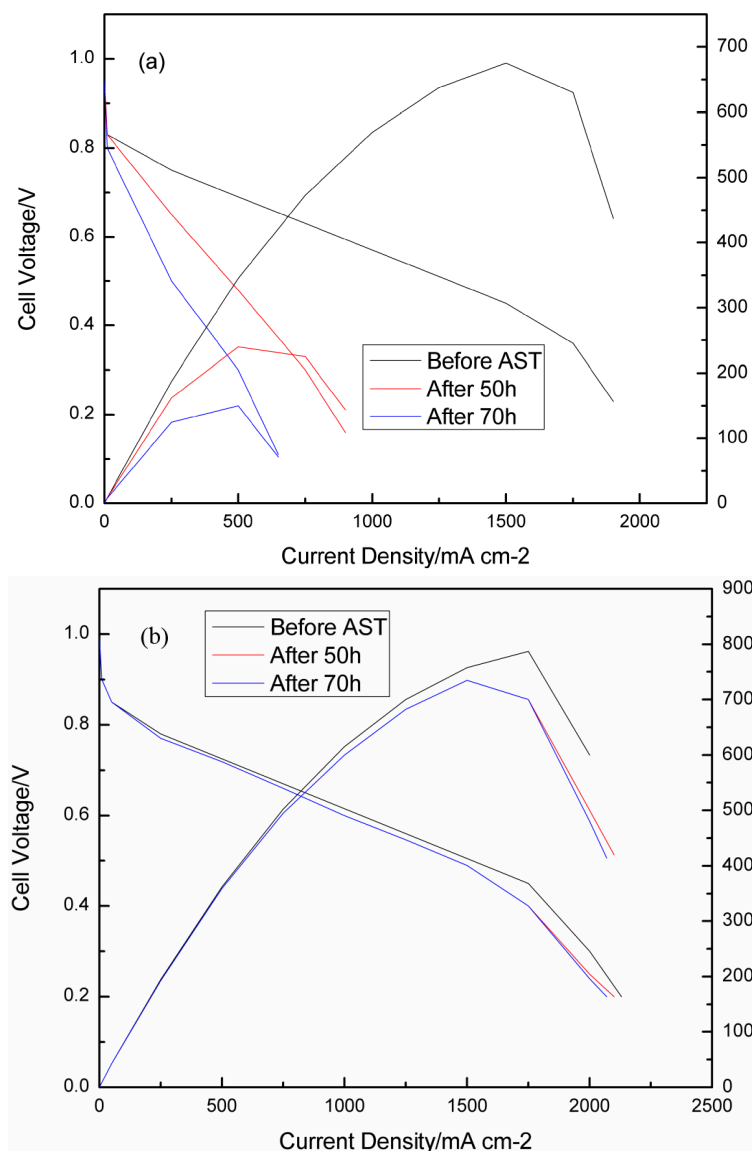 (a)
1.0
0.8
0.6
0.4
0.2
0.0
Cell Voltage/V
700
600
500
400
300
200
100
0
Before AST
After 50h
After 70h
0 500 1000 1500 2000
Current Density/mA cm-2
(b)
1.0
0.8
0.6
0.4
0.2
0.0
Cell Voltage/V
900
800
700
600
500
400
300
200
100
0
Before AST
After 50h
After 70h
0 500 1000 1500 2000 2500
Current Density/mA cm-2